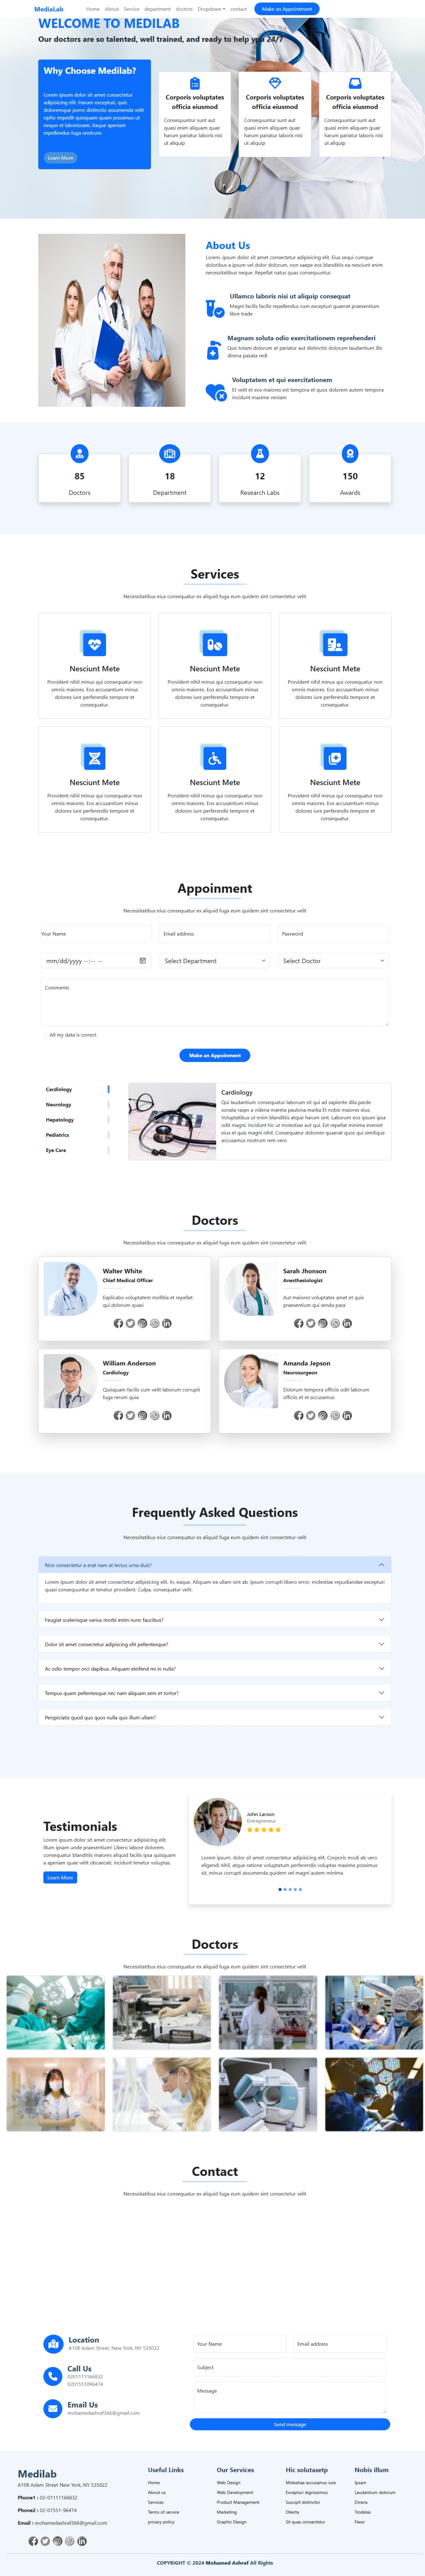 MediaLab
Home About Service department doctors Dropdown contact Make an Appointment
WELCOME TO MEDILAB
Our doctors are so talented, well trained, and ready to help you 24/7
Why Choose Medilab?
Lorem ipsum dolor sit amet consectetur
adipisicing elit. Harum excepturi, quis
doloremque porro distinctio assumenda velit
optio impedit quisquam quam possimus ut
neque at laboriosam, itaque aperiam
repellendus fuga nostrum.
Learn More
Corporis voluptates
officia eiusmod
Consequuntur sunt aut
quasi enim aliquam quae
harum pariatur laboris nisi
ut aliquip
Corporis voluptates
officia eiusmod
Consequuntur sunt aut
quasi enim aliquam quae
harum pariatur laboris nisi
ut aliquip
Corporis voluptates
officia eiusmod
Consequuntur sunt aut
quasi enim aliquam quae
harum pariatur laboris nisi
ut aliquip
About Us
Lorem, ipsum dolor sit amet consectetur adipisicing elit. Eius sequi cumque
doloribus a ipsum vel dolor dolorum, non saepe eos blanditiis ea nesciunt enim
necessitatibus neque. Repellat natus quas consequuntur.
Ullamco laboris nisi ut aliquip consequat
Magni facilis facilis repellendus cum excepturi quaerat praesentium
libre trade
Magnam soluta odio exercitationem reprehenderi
Quo totam dolorum at pariatur aut distinctio dolorum laudantium illo
direna pasata redi
Voluptatem et qui exercitationem
Et velit et eos maiores est tempora et quos dolorem autem tempora
incidunt maxime veniam
85
Doctors
18
Department
12
Research Labs
150
Awards
Services
Necessitatibus eius consequatur ex aliquid fuga eum quidem sint consectetur velit
Nesciunt Mete
Provident nihil minus qui consequatur non
omnis maiores. Eos accusantium minus
dolores iure perferendis tempore et
consequatur.
Nesciunt Mete
Provident nihil minus qui consequatur non
omnis maiores. Eos accusantium minus
dolores iure perferendis tempore et
consequatur.
Nesciunt Mete
Provident nihil minus qui consequatur non
omnis maiores. Eos accusantium minus
dolores iure perferendis tempore et
consequatur.
Nesciunt Mete
Provident nihil minus qui consequatur non
omnis maiores. Eos accusantium minus
dolores iure perferendis tempore et
consequatur.
Nesciunt Mete
Provident nihil minus qui consequatur non
omnis maiores. Eos accusantium minus
dolores iure perferendis tempore et
consequatur.
Nesciunt Mete
Provident nihil minus qui consequatur non
omnis maiores. Eos accusantium minus
dolores iure perferendis tempore et
consequatur.
Appoinment
Necessitatibus eius consequatur ex aliquid fuga eum quidem sint consectetur velit
Your Name
Email address
Password
mm/dd/yyyy --:-- --
Select Department
Select Doctor
Comments
All my data is correct
Make an Appoinment
Cardiology
Neurology
Hepatology
Pediatrics
Eye Care
Cardiology
Qui laudantium consequatur laborum sit qui ad sapiente dila parde
sonata raqer a videna mareta paulona marka Et nobis maiores eius.
Voluptatibus ut enim blanditiis atque harum sint. Laborum eos ipsum ipsa
odit magni. Incidunt hic ut molestiae aut qui. Est repellat minima eveniet
eius et quis magni nihil. Consequatur dolorem quaerat quos qui similique
accusamus nostrum rem vero
Doctors
Necessitatibus eius consequatur ex aliquid fuga eum quidem sint consectetur velit
Walter White
Chief Medical Officer
Explicabo voluptatem mollitia et repellat
qui dolorum quasi
Sarah Jhonson
Anesthesiologist
Aut maiores voluptates amet et quis
praesentium qui senda para
William Anderson
Cardiology
Quisquam facilis cum velit laborum corrupti
fuga rerum quia
Amanda Jepson
Neurosurgeon
Dolorum tempora officiis odit laborum
officiis et et accusamus
Frequently Asked Questions
Necessitatibus eius consequatur ex aliquid fuga eum quidem sint consectetur velit
Non consectetur a erat nam at lectus urna duis?
Lorem ipsum dolor sit amet consectetur adipisicing elit. In, eaque. Aliquam ea ullam sint ab, ipsum corrupti libero error, molestiae repudiandae excepturi
quasi consequuntur et tenetur provident. Culpa, consequatur velit.
Feugiat scelerisque varius morbi enim nunc faucibus?
Dolor sit amet consectetur adipiscing elit pellentesque?
Ac odio tempor orci dapibus. Aliquam eleifend mi in nulla?
Tempus quam pellentesque nec nam aliquam sem et tortor?
Perspiciatis quod quo quos nulla quo illum ullam?
Testimonials
Lorem ipsum dolor sit amet consectetur adipisicing elit.
Illum ipsam unde praesentium! Libero labore dolorem,
consequatur blanditiis maiores aliquid facilis ipsa quisquam
a aperiam quae velit obcaecati, incidunt tenetur voluptas.
Learn More
John Larson
Entrepreneur
Lorem, ipsum dolor sit amet consectetur adipisicing elit. Corporis modi ab vero
eligendi nihil, atque ratione voluptatum perferendis voluptas maxime possimus
sit, minus corrupti assumenda quidem vel magni autem minima.
Doctors
Necessitatibus eius consequatur ex aliquid fuga eum quidem sint consectetur velit
Contact
Necessitatibus eius consequatur ex aliquid fuga eum quidem sint consectetur velit
Location
A108 Adam Street, New York, NY 535022
Call Us
0201111166832
0201551096474
Email Us
mohamedashraf366@gmail.com
Your Name
Email address
Subject
Message
Send message
Medilab
A108 Adam Street New York, NY 535022
Phone1 : 02-01111166832
Phone2 : 02-01551-96474
Email : mohamedashraf366@gmail.com
Useful Links
Home
About us
Services
Terms of service
privacy policy
Our Services
Web Design
Web Development
Product Management
Marketing
Graphic Design
Hic solutasetp
Molestiae accusamus iure
Excepturi dignissimos
Suscipit distinctio
Dilecta
Sit quas consectetur
Nobis illum
Ipsam
Laudantium dolorum
Dinera
Trodelas
Flexo
COPYRIGHT © 2024 Mohamed Ashraf All Rights